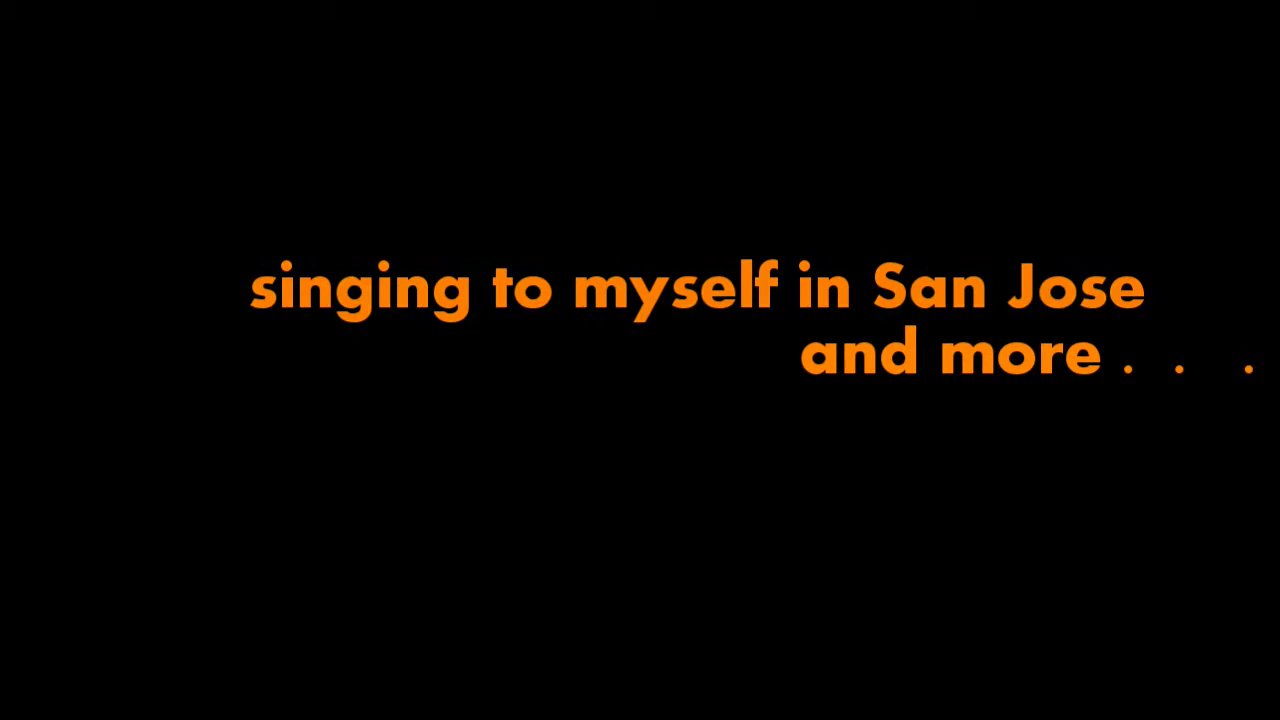 singing to myself in San Jose
and more . . .